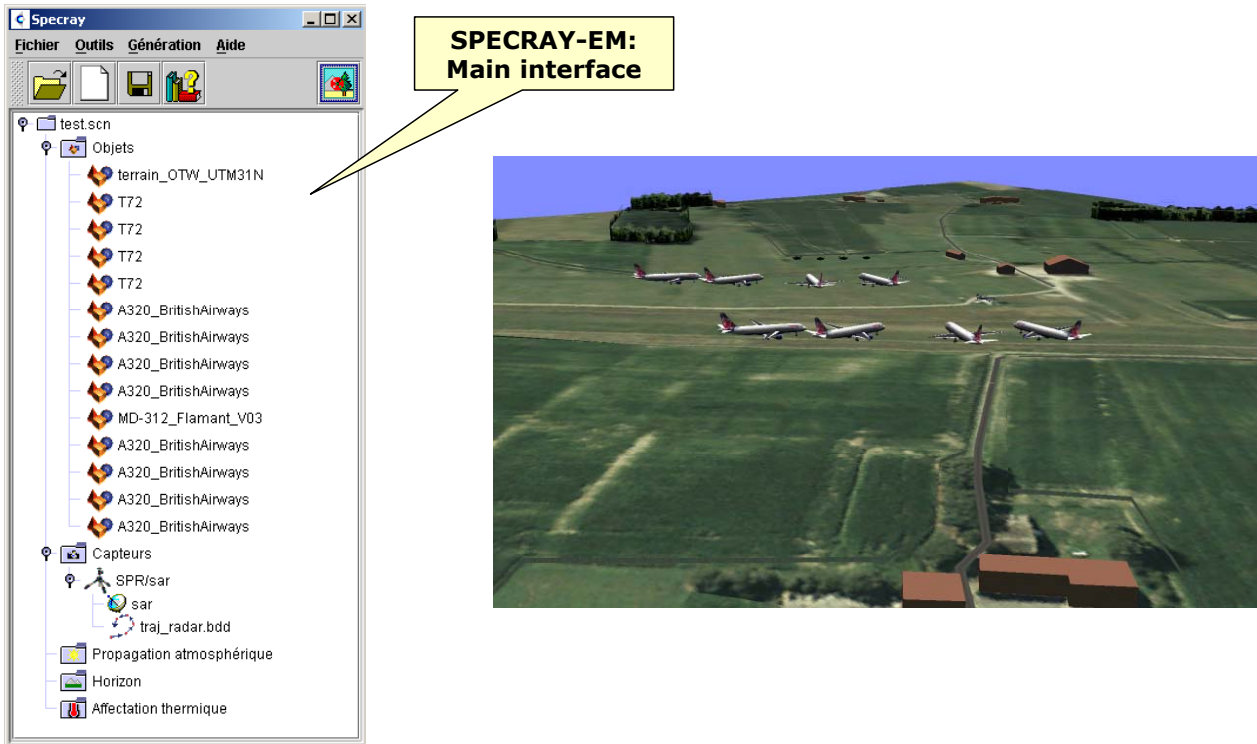 Specray
Fichier Outils Génération Aide
test.scn
Objets
terrain_OTW_UTM31N
T72
T72
T72
T72
A320_BritishAirways
A320_BritishAirways
A320_BritishAirways
A320_BritishAirways
MD-312_Flamant_V03
A320_BritishAirways
A320_BritishAirways
A320_BritishAirways
A320_BritishAirways
Capteurs
SPR/sar
sar
traj_radar.bdd
Propagation atmosphérique
Horizon
Affectation thermique
SPECRAY-EM:
Main interface